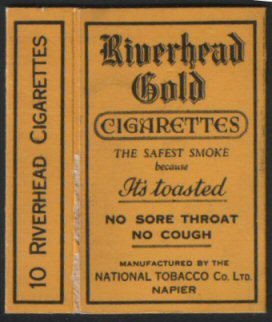 10 RIVERHEAD CIGARETTES
Riverhead
Gold
CIGARETTES
THE SAFEST SMOKE
because
It's toasted
NO SORE THROAT
NO COUGH
MANUFACTURED BY THE
NATIONAL TOBACCO Co. LTD.
NAPIER